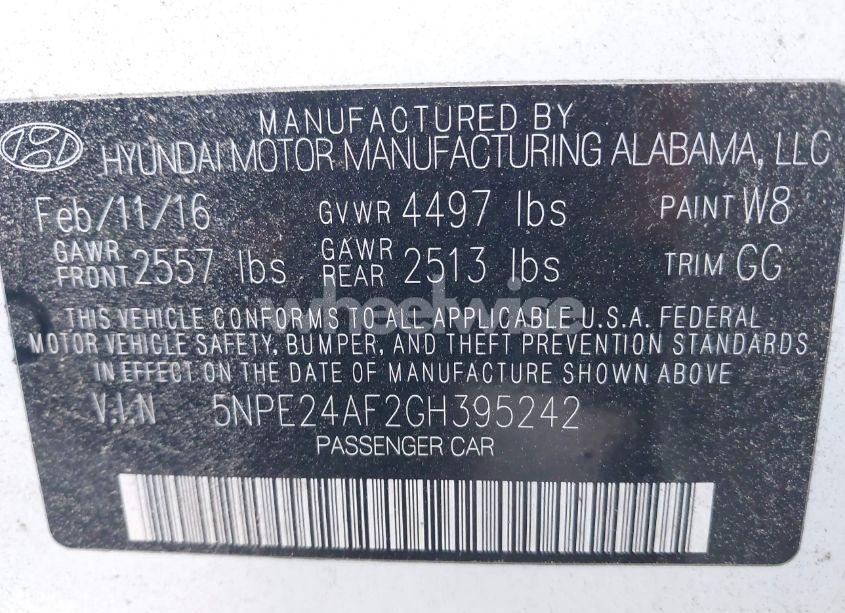 MANUFACTURED BY
HYUNDAI MOTOR MANUFACTURING ALABAMA, LLC
Feb/11/16 GVWR 4497 lbs PAINT W8
GAWR FRONT 2557 lbs GAWR REAR 2513 lbs TRIM GG
wheelwise
THIS VEHICLE CONFORMS TO ALL APPLICABLE U.S.A. FEDERAL
MOTOR VEHICLE SAFETY, BUMPER, AND THEFT PREVENTION STANDARDS
IN EFFECT ON THE DATE OF MANUFACTURE SHOWN ABOVE
V.I.N 5NPE24AF2GH395242
PASSENGER CAR